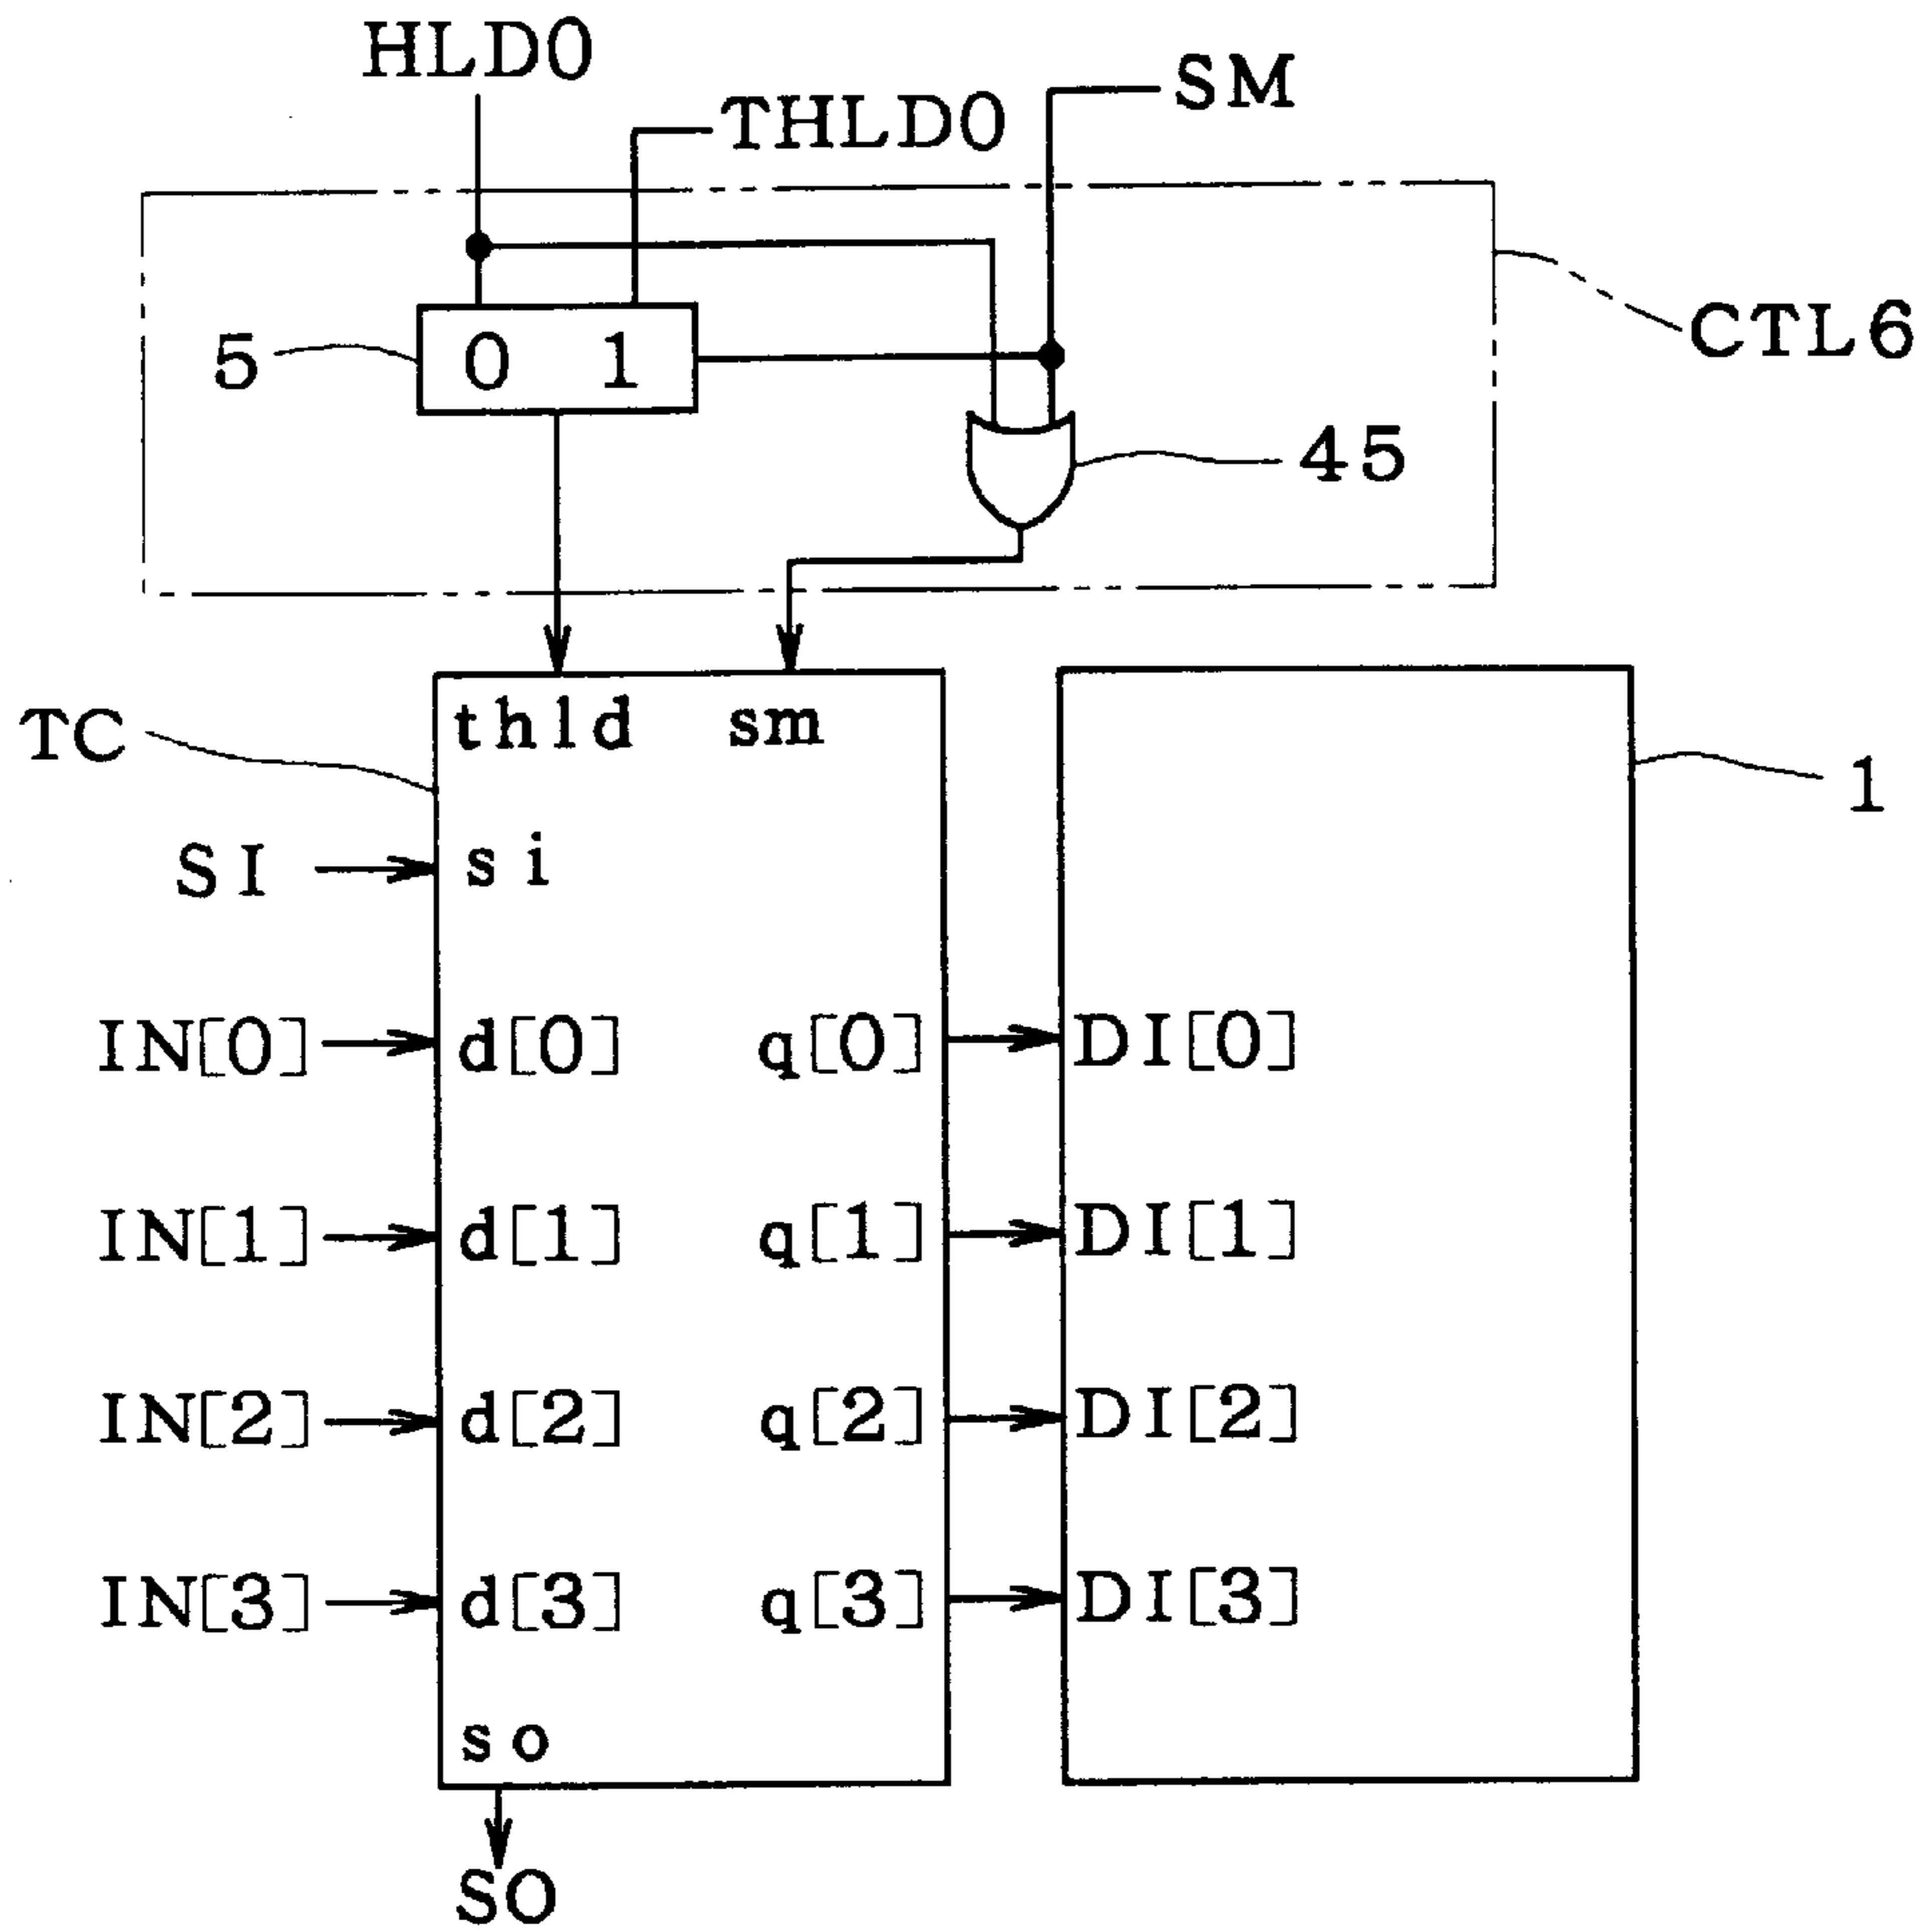 HLD0
SM
THLD0
CTL6
5
0 1
45
thld sm
TC
1
SI
si
IN[0] d[0] q[0] DI[0]
IN[1] d[1] q[1] DI[1]
IN[2] d[2] q[2] DI[2]
IN[3] d[3] q[3] DI[3]
so
SO